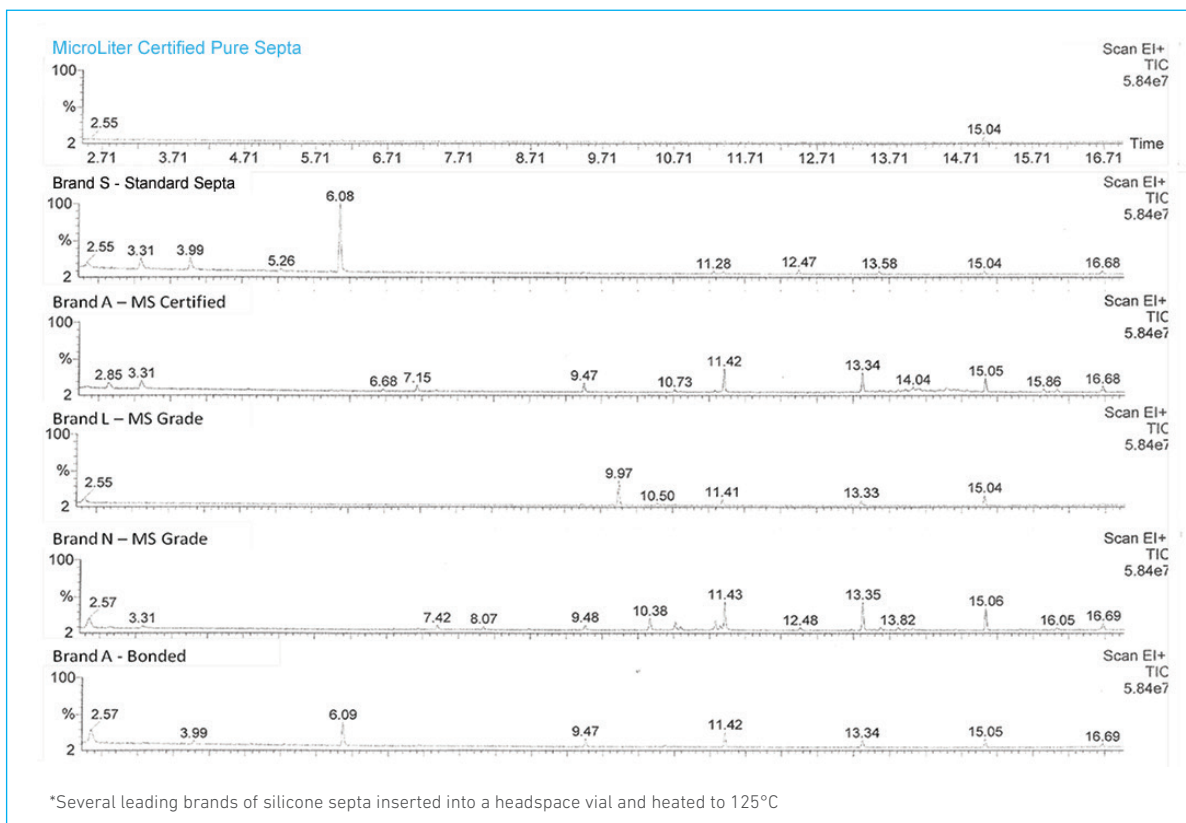 MicroLiter Certified Pure Septa
Scan EI+
TIC
5.84e7
100
%
2
2.55
15.04
Time
2.71 3.71 4.71 5.71 6.71 7.71 8.71 9.71 10.71 11.71 12.71 13.71 14.71 15.71 16.71
Brand S - Standard Septa
Scan EI+
TIC
5.84e7
100
%
2
2.55 3.31 3.99 5.26 6.08 11.28 12.47 13.58 15.04 16.68
Brand A – MS Certified
Scan EI+
TIC
5.84e7
100
%
2
2.85 3.31 6.68 7.15 9.47 10.73 11.42 13.34 14.04 15.05 15.86 16.68
Brand L – MS Grade
Scan EI+
TIC
5.84e7
100
%
2
2.55 9.97 10.50 11.41 13.33 15.04
Brand N – MS Grade
Scan EI+
TIC
5.84e7
100
%
2
2.57 3.31 7.42 8.07 9.48 10.38 11.43 12.48 13.35 13.82 15.06 16.05 16.69
Brand A - Bonded
Scan EI+
TIC
5.84e7
100
%
2
2.57 3.99 6.09 9.47 11.42 13.34 15.05 16.69
*Several leading brands of silicone septa inserted into a headspace vial and heated to 125°C